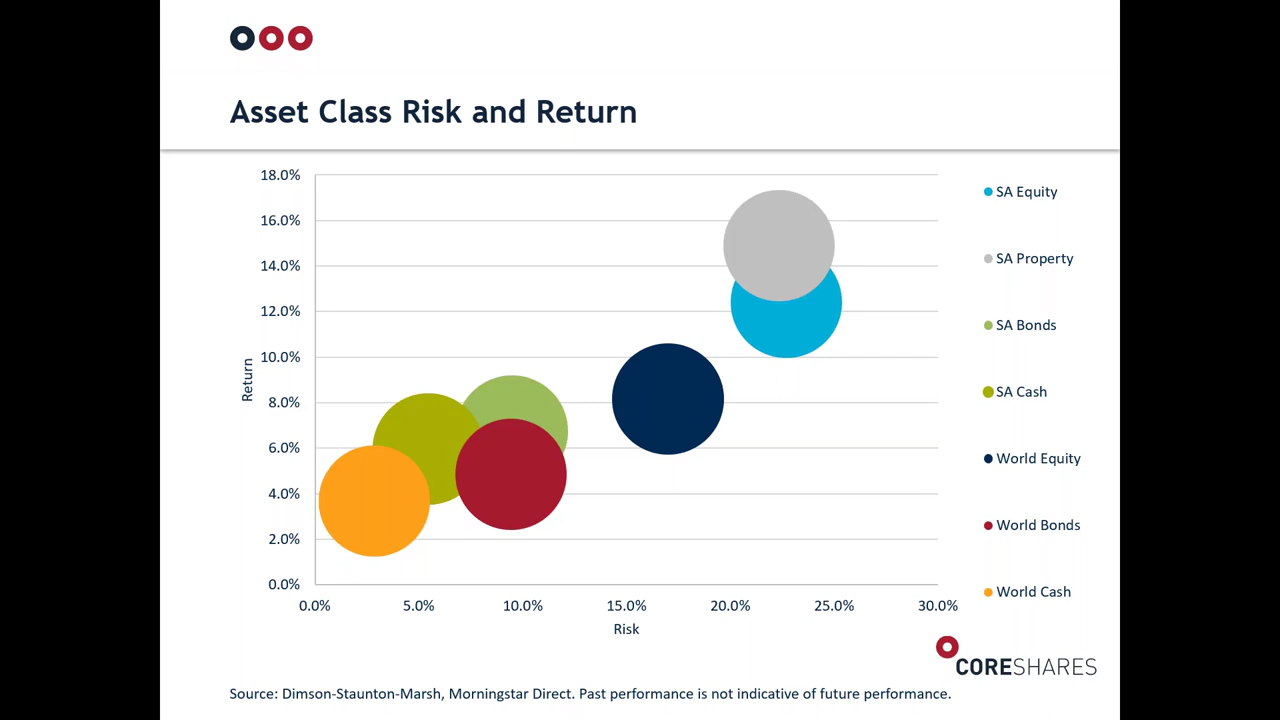 Asset Class Risk and Return
18.0%
16.0%
14.0%
12.0%
10.0%
8.0%
6.0%
4.0%
2.0%
0.0%
Return
0.0% 5.0% 10.0% 15.0% 20.0% 25.0% 30.0%
Risk
SA Equity
SA Property
SA Bonds
SA Cash
World Equity
World Bonds
World Cash
CORESHARES
Source: Dimson-Staunton-Marsh, Morningstar Direct. Past performance is not indicative of future performance.